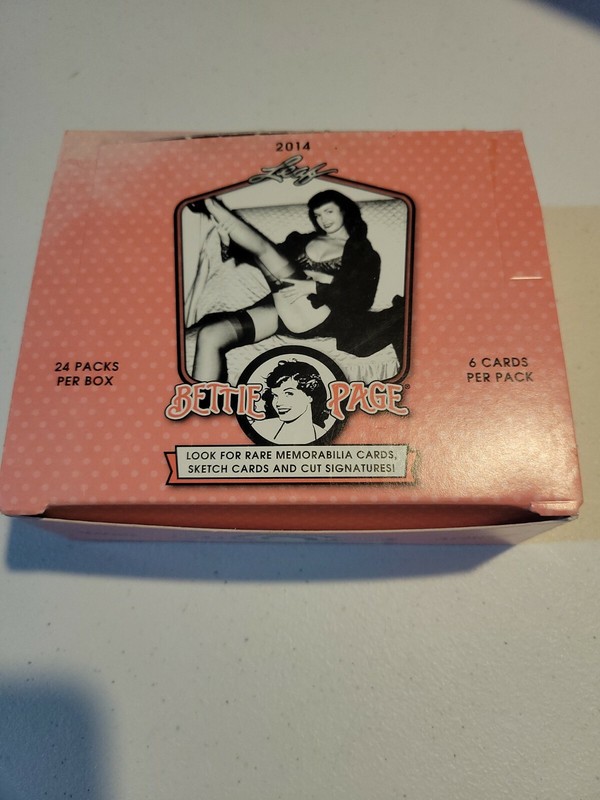 2014
Leaf
24 PACKS
PER BOX
6 CARDS
PER PACK
BETTIE PAGE®
LOOK FOR RARE MEMORABILIA CARDS,
SKETCH CARDS AND CUT SIGNATURES!